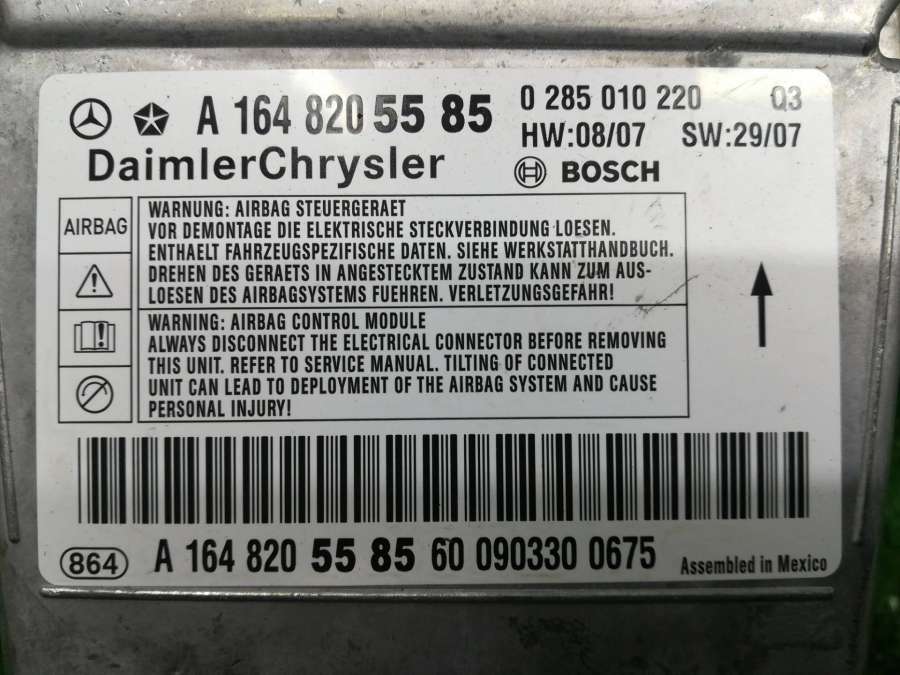 A 164 820 55 85
0 285 010 220 Q3
HW:08/07 SW:29/07
DaimlerChrysler
BOSCH
AIRBAG
WARNUNG: AIRBAG STEUERGERAET
VOR DEMONTAGE DIE ELEKTRISCHE STECKVERBINDUNG LOESEN.
ENTHAELT FAHRZEUGSPEZIFISCHE DATEN. SIEHE WERKSTATTHANDBUCH.
DREHEN DES GERAETS IN ANGESTECKTEM ZUSTAND KANN ZUM AUS-
LOESEN DES AIRBAGSYSTEMS FUEHREN. VERLETZUNGSGEFAHR!
WARNING: AIRBAG CONTROL MODULE
ALWAYS DISCONNECT THE ELECTRICAL CONNECTOR BEFORE REMOVING
THIS UNIT. REFER TO SERVICE MANUAL. TILTING OF CONNECTED
UNIT CAN LEAD TO DEPLOYMENT OF THE AIRBAG SYSTEM AND CAUSE
PERSONAL INJURY!
864
A 164 820 55 85 60 090330 0675
Assembled in Mexico